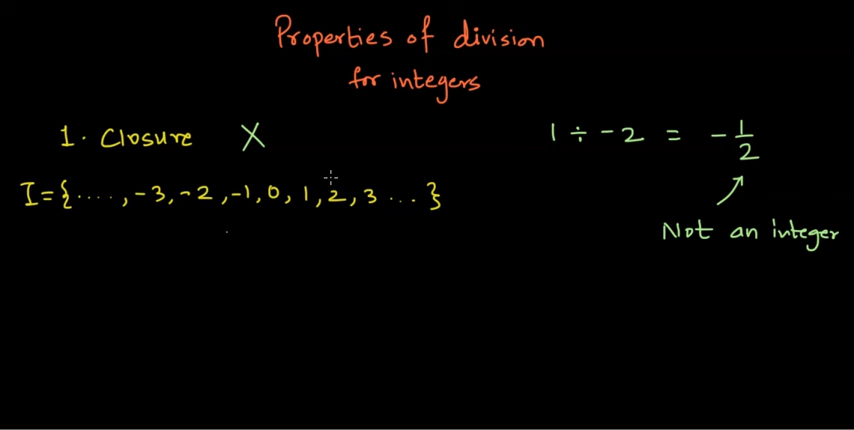 Properties of division
for integers
1. Closure X
1 ÷ -2 = -1/2
I = {...., -3, -2, -1, 0, 1, 2, 3 ...}
Not an integer